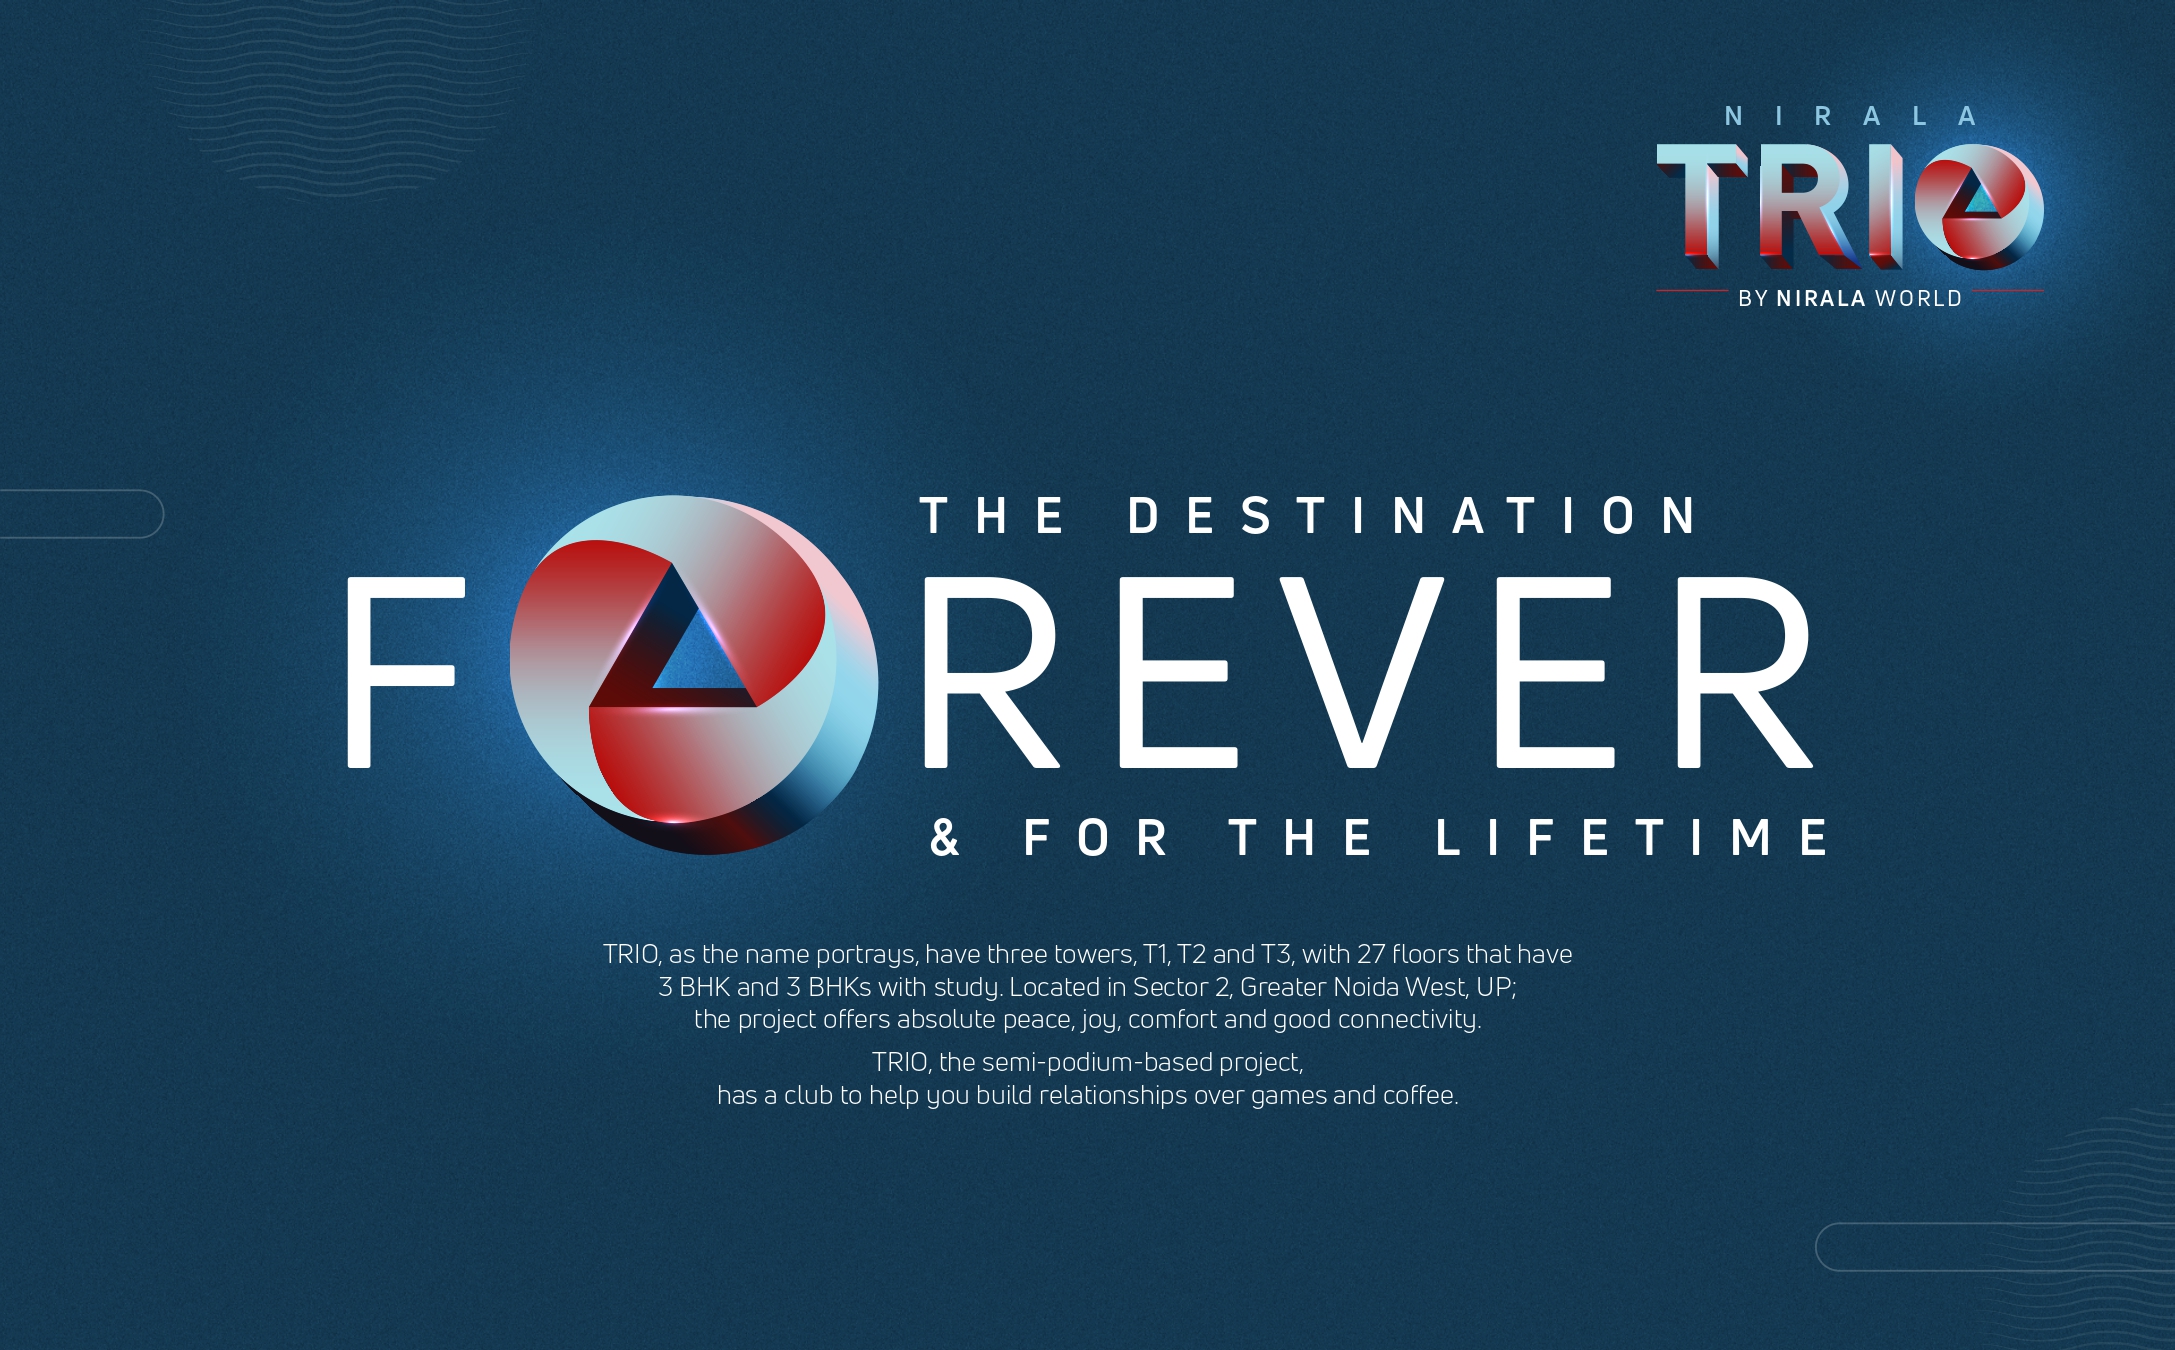 NIRALA
TRIO
BY NIRALA WORLD
THE DESTINATION
FOREVER
& FOR THE LIFETIME
TRIO, as the name portrays, have three towers, T1, T2 and T3, with 27 floors that have
3 BHK and 3 BHKs with study. Located in Sector 2, Greater Noida West, UP;
the project offers absolute peace, joy, comfort and good connectivity.
TRIO, the semi-podium-based project,
has a club to help you build relationships over games and coffee.